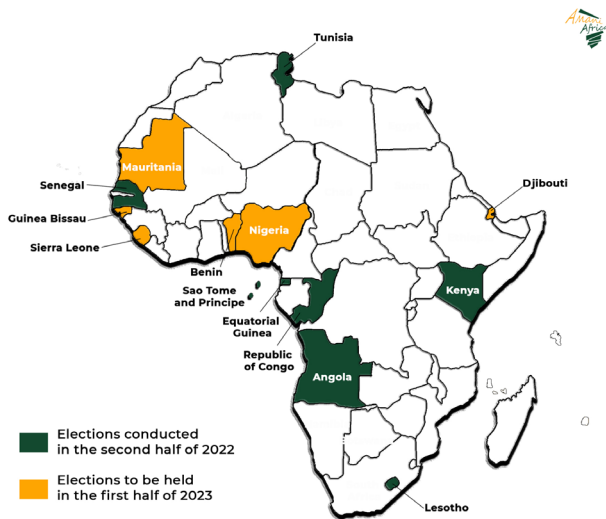 Amani
Africa
Tunisia
Mauritania
Senegal
Djibouti
Guinea Bissau
Nigeria
Sierra Leone
Benin
Sao Tome
and Principe
Kenya
Equatorial
Guinea
Republic
of Congo
Angola
Elections conducted
in the second half of 2022
Elections to be held
in the first half of 2023
Lesotho